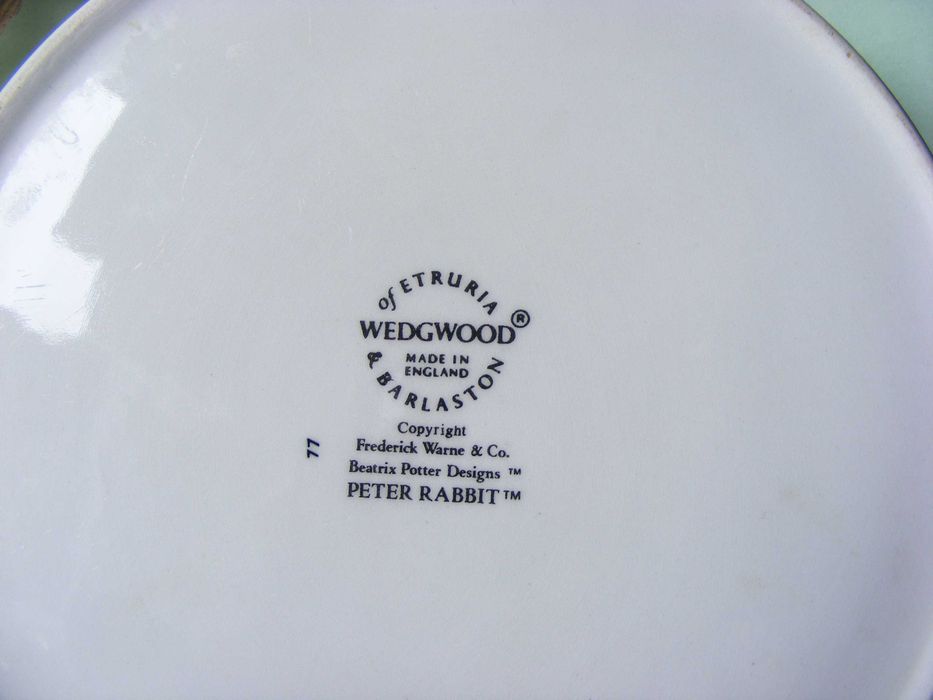 of ETRURIA
WEDGWOOD®
MADE IN
ENGLAND
& BARLASTON
Copyright
Frederick Warne & Co.
Beatrix Potter Designs ™
PETER RABBIT™
77